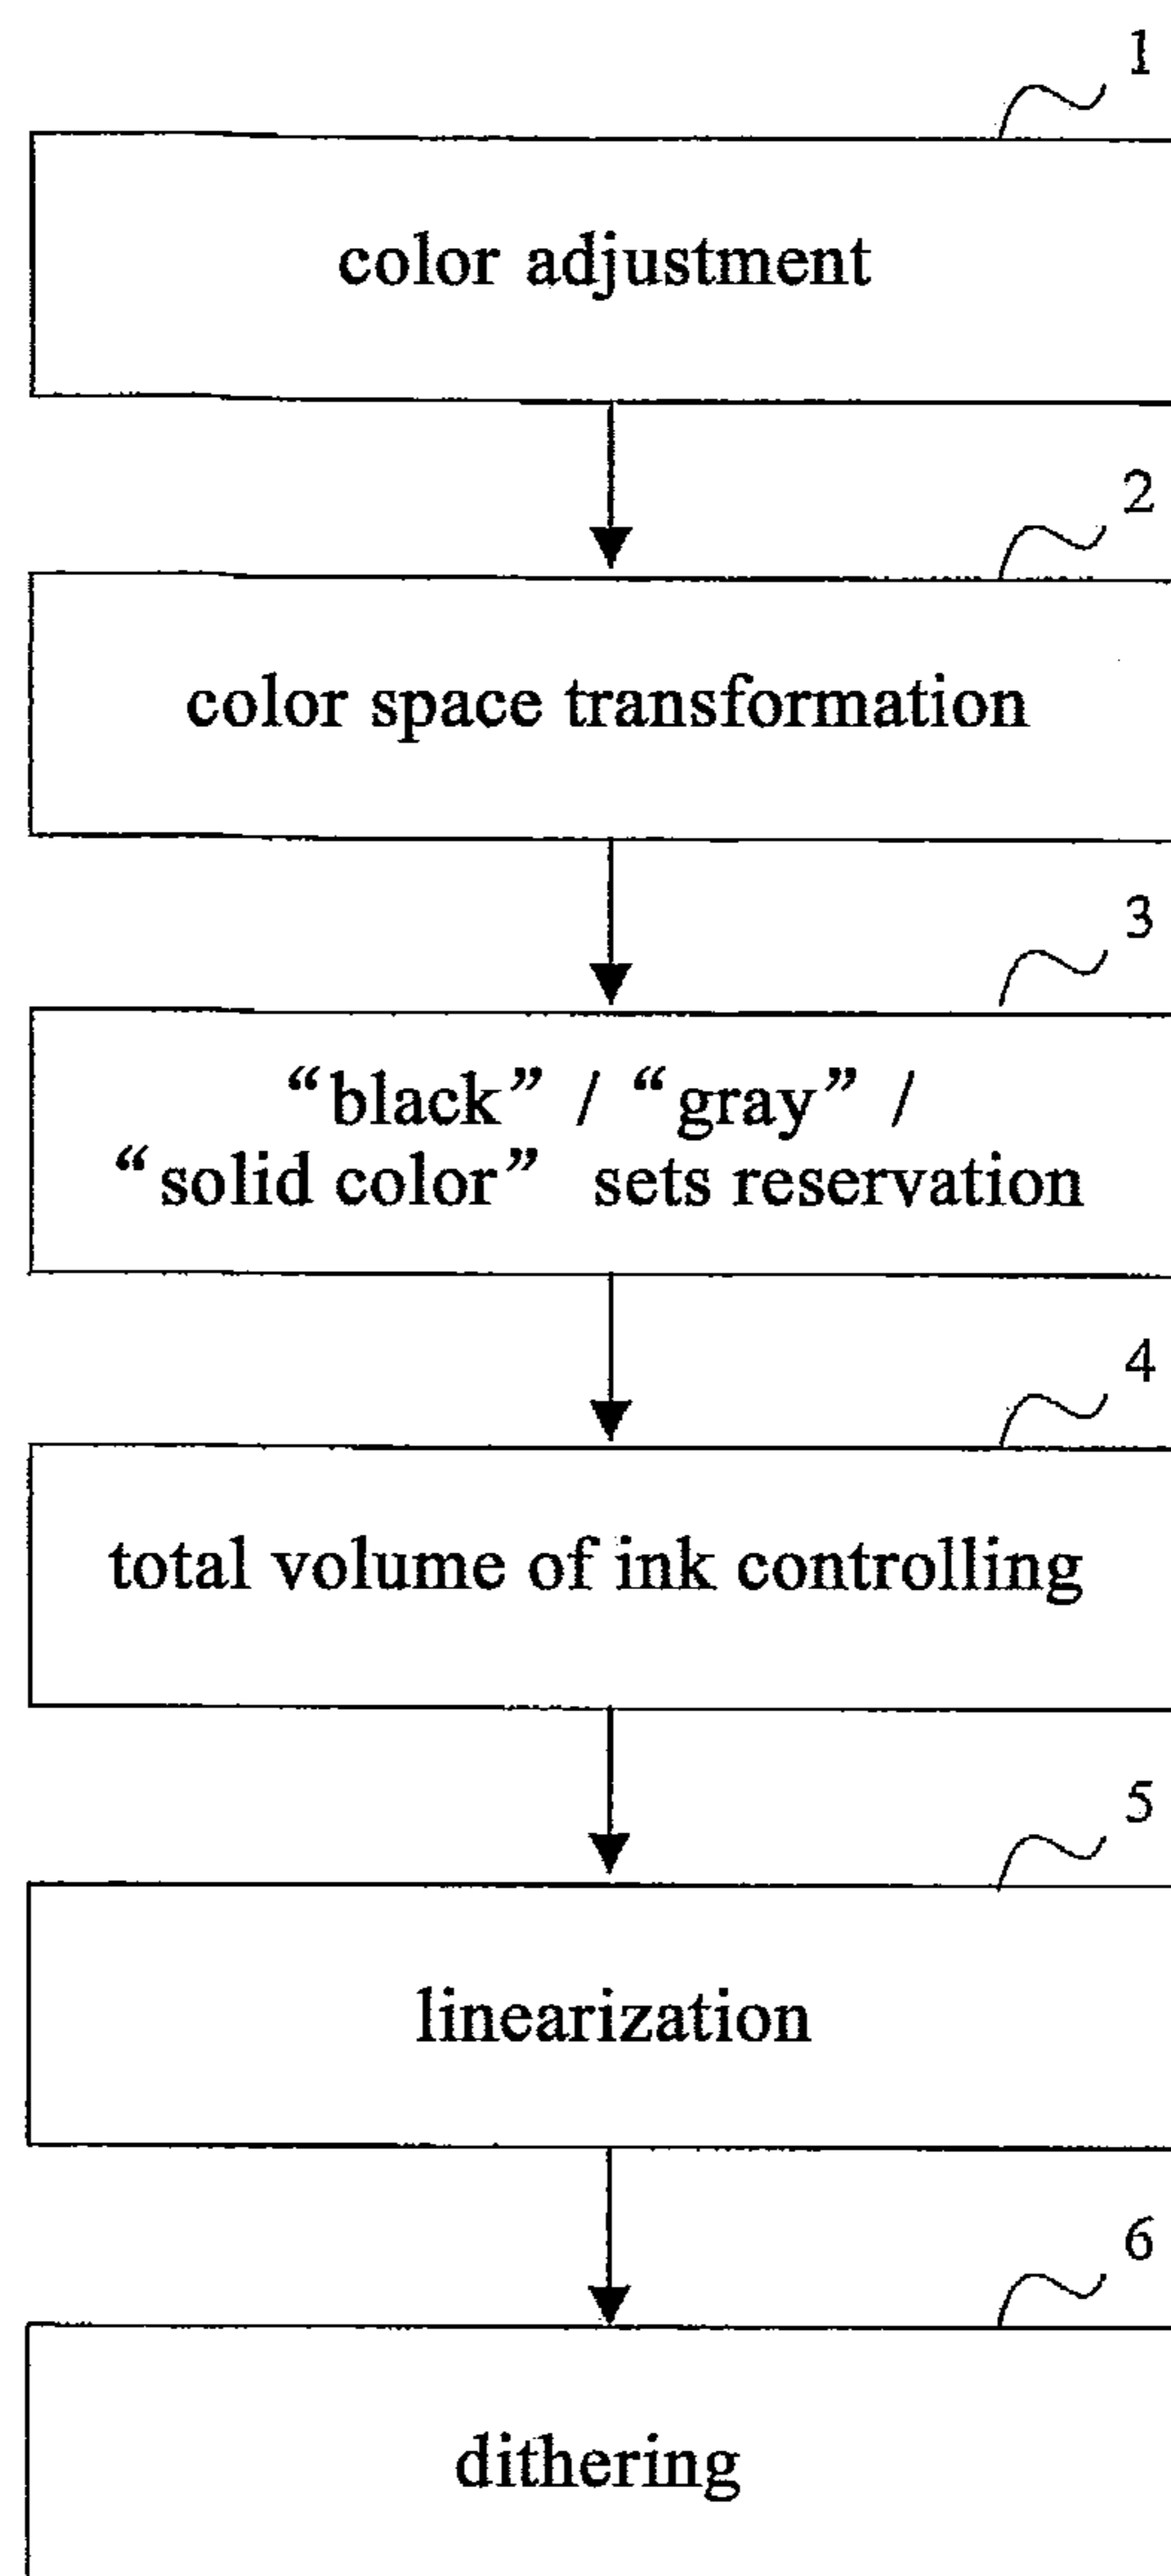 1
color adjustment
2
color space transformation
3
“black” / “gray” /
“solid color” sets reservation
4
total volume of ink controlling
5
linearization
6
dithering